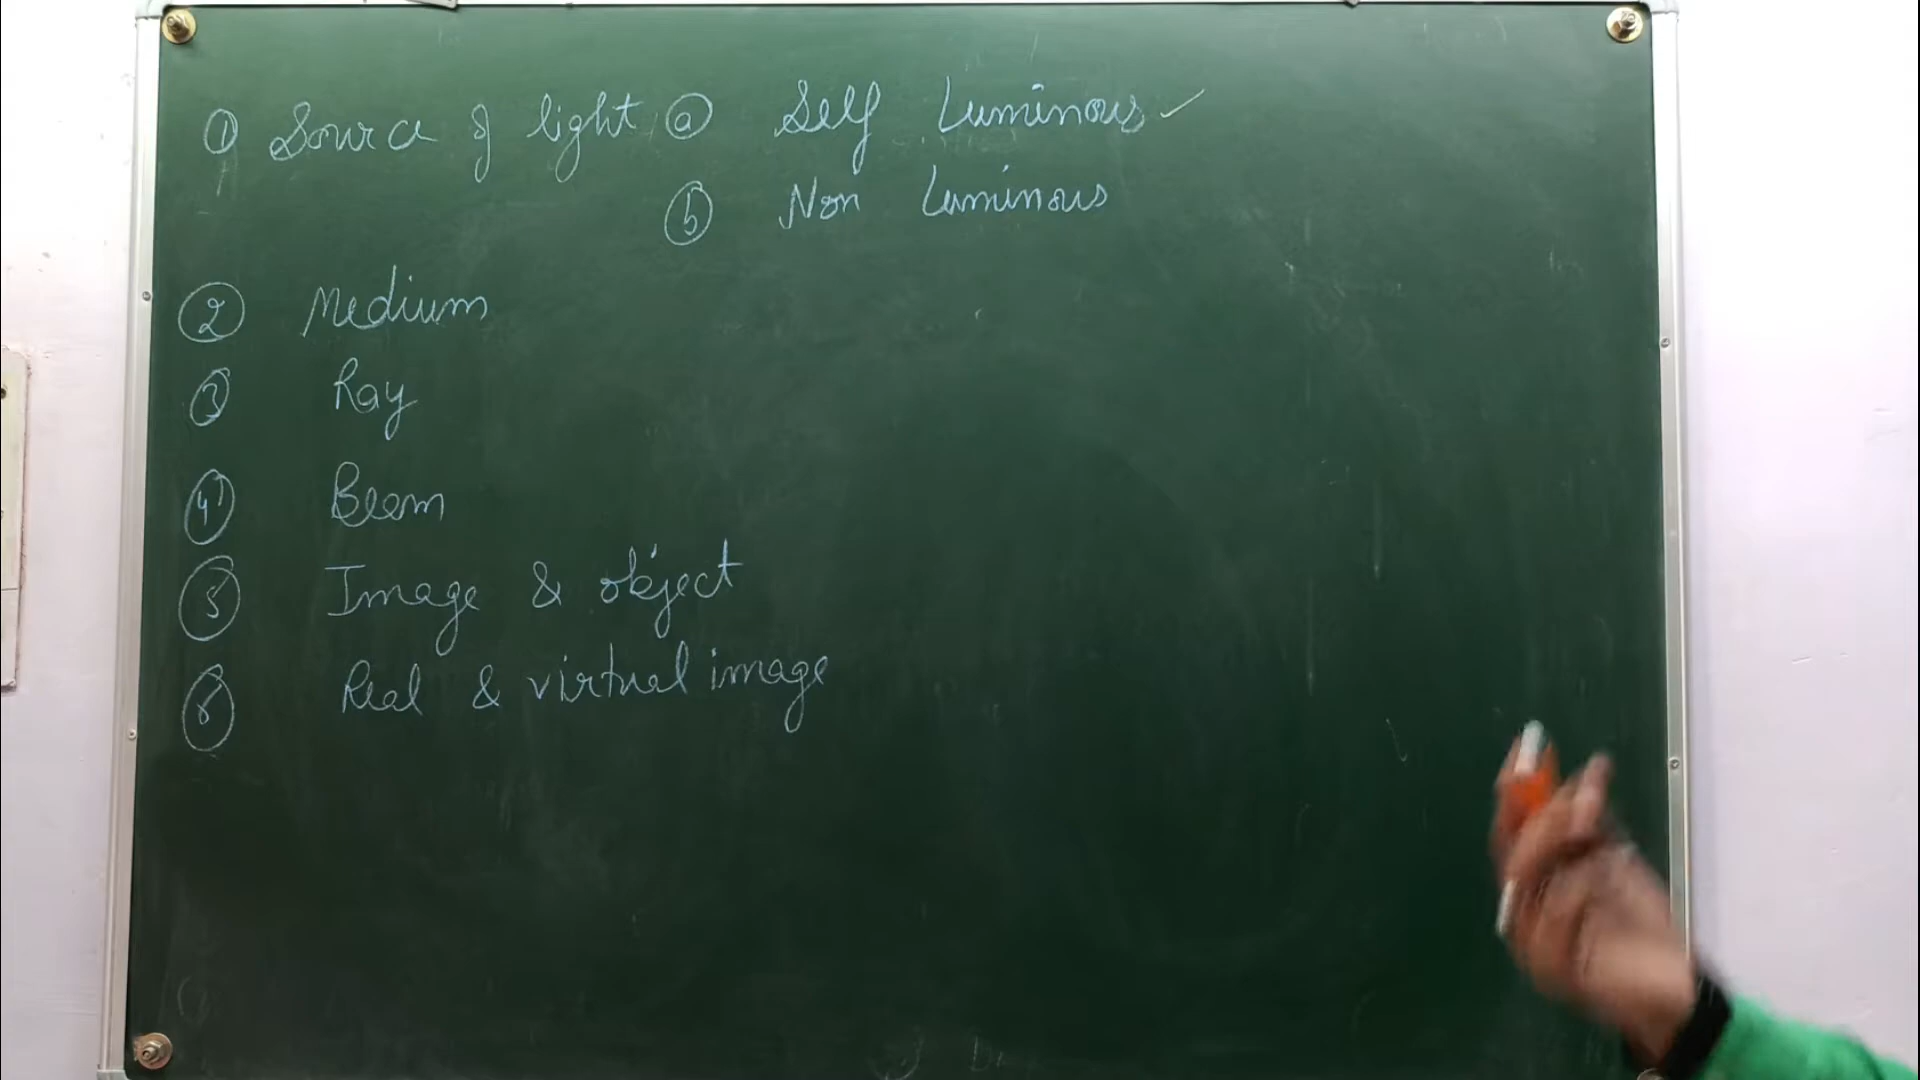 ① Source of light ⓐ Self Luminous ✓
ⓑ Non Luminous
② Medium
③ Ray
④ Beam
⑤ Image & object
⑥ Real & virtual image